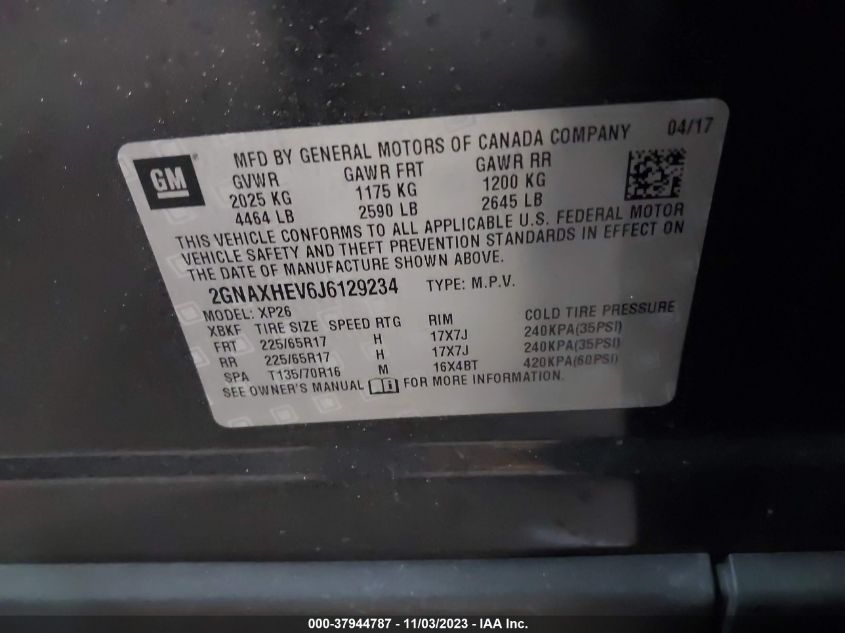 GM
MFD BY GENERAL MOTORS OF CANADA COMPANY 04/17
GVWR GAWR FRT GAWR RR
2025 KG 1175 KG 1200 KG
4464 LB 2590 LB 2645 LB
THIS VEHICLE CONFORMS TO ALL APPLICABLE U.S. FEDERAL MOTOR
VEHICLE SAFETY AND THEFT PREVENTION STANDARDS IN EFFECT ON
THE DATE OF MANUFACTURE SHOWN ABOVE.
2GNAXHEV6J6129234 TYPE: M.P.V.
MODEL: XP26
XBKF TIRE SIZE SPEED RTG RIM COLD TIRE PRESSURE
FRT 225/65R17 H 17X7J 240KPA(35PSI)
RR 225/65R17 H 17X7J 240KPA(35PSI)
SPA T135/70R16 M 16X4BT 420KPA(60PSI)
SEE OWNER'S MANUAL FOR MORE INFORMATION.
000-37944787 - 11/03/2023 - IAA Inc.